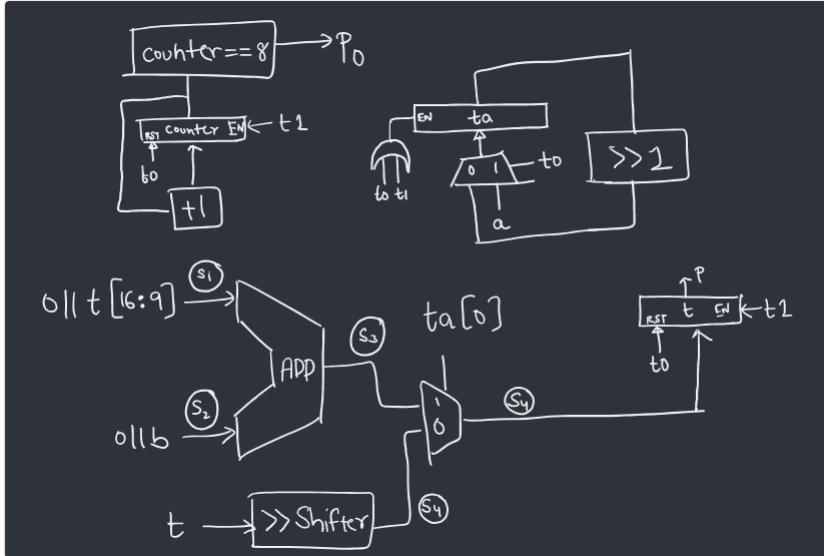 counter==8
P0
RST counter EN
t1
t0
+1
EN ta
t0 t1
0 1
t0
a
>>1
0||t[16:9]
S1
ADD
0||b
S2
S3
ta[0]
1
0
S4
P
RST t EN
t1
t0
t
>>Shifter
S4